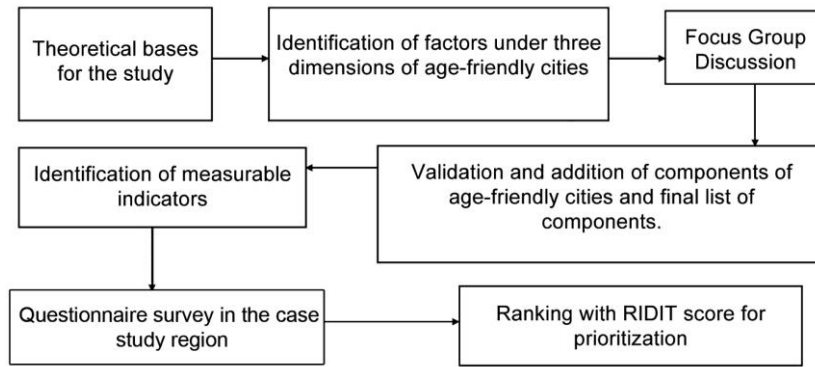 Theoretical bases
for the study
Identification of factors under three
dimensions of age-friendly cities
Focus Group
Discussion
Validation and addition of components of
age-friendly cities and final list of
components.
Identification of measurable
indicators
Questionnaire survey in the case
study region
Ranking with RIDIT score for
prioritization